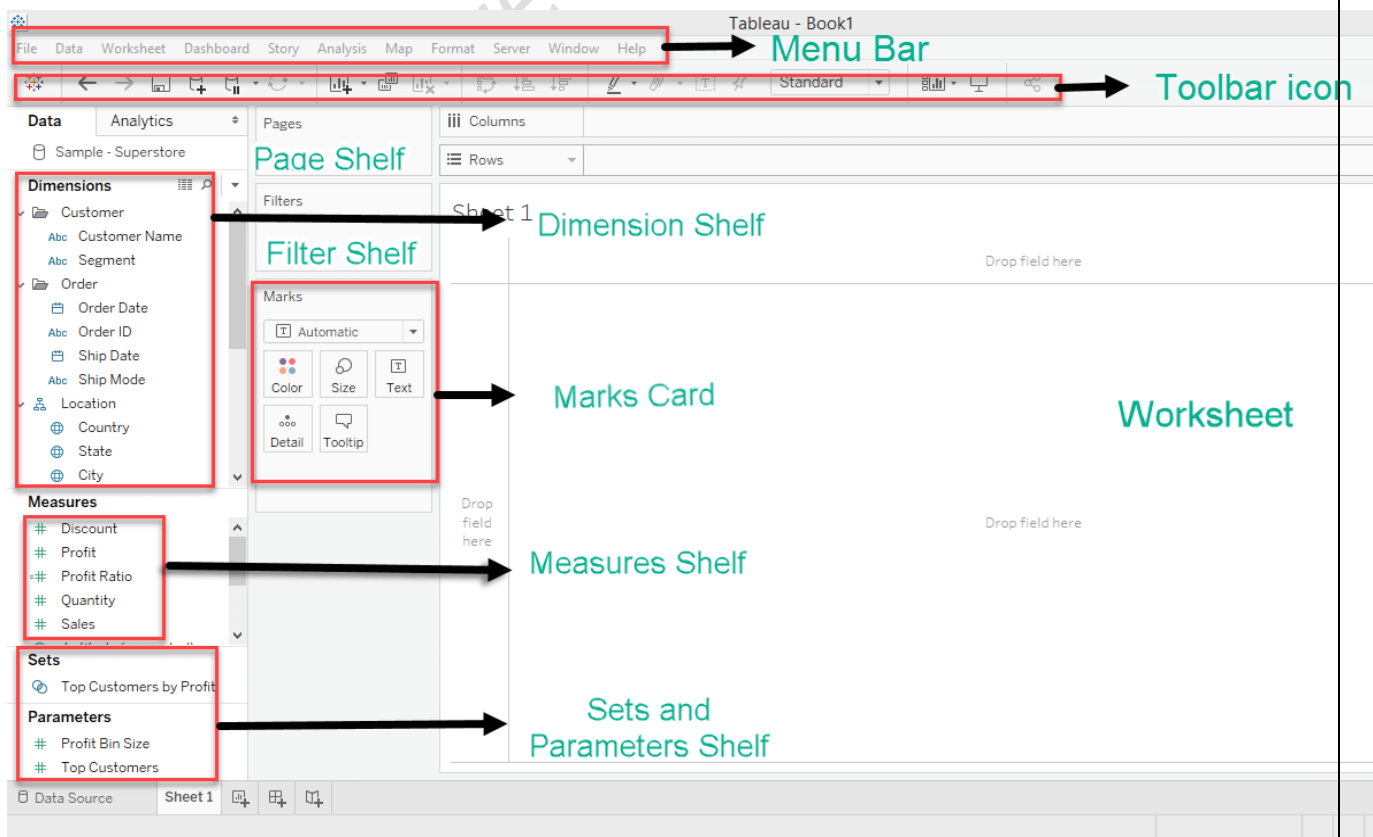 Tableau - Book1
File Data Worksheet Dashboard Story Analysis Map Format Server Window Help
Menu Bar
Standard
Toolbar icon
Data Analytics
Pages
iii Columns
Sample - Superstore
Page Shelf
Rows
Dimensions
Customer
Filters
Sheet 1
Dimension Shelf
Abc Customer Name
Filter Shelf
Abc Segment
Drop field here
Order
Marks
Order Date
Abc Order ID
T Automatic
Ship Date
T
Abc Ship Mode
Color Size Text
Marks Card
Location
Worksheet
Country
Detail Tooltip
State
City
Measures
Drop
field
here
Drop field here
# Discount
# Profit
Measures Shelf
=# Profit Ratio
# Quantity
# Sales
Sets
Top Customers by Profit
Sets and
Parameters Shelf
Parameters
# Profit Bin Size
# Top Customers
Data Source Sheet 1